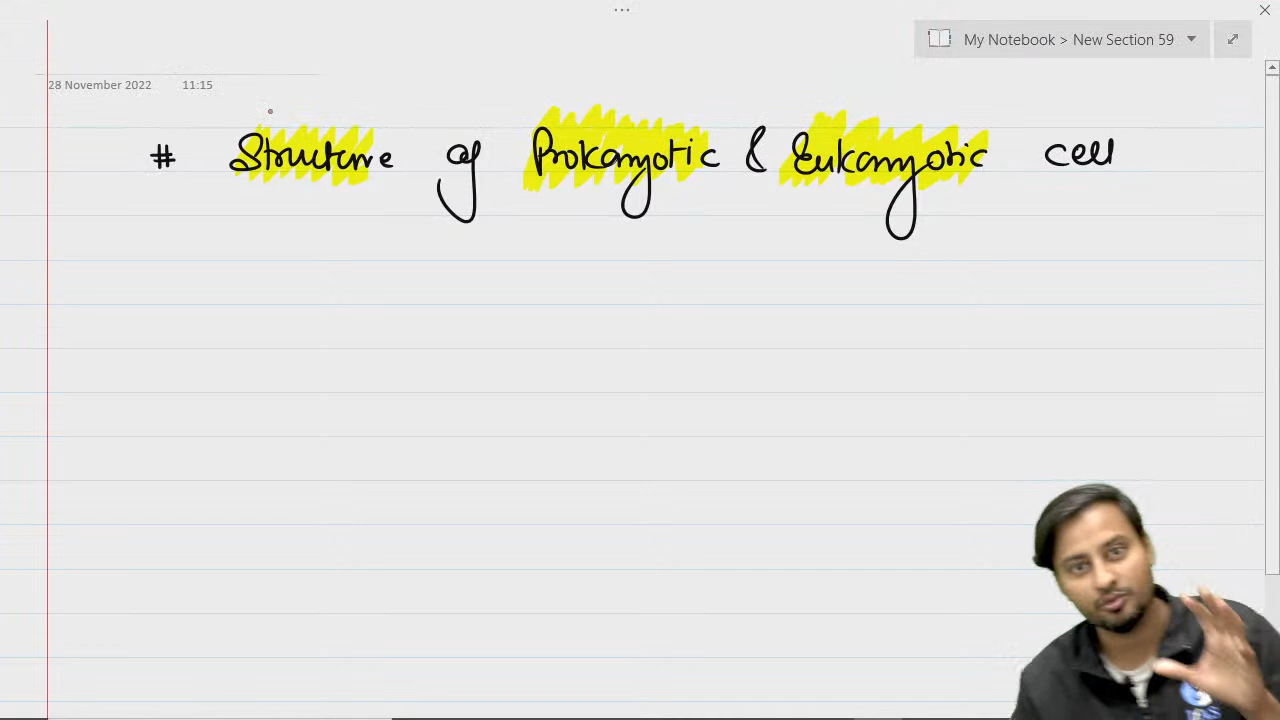 ...
My Notebook > New Section 59
28 November 2022 11:15
# Structure of Prokaryotic & Eukaryotic cell